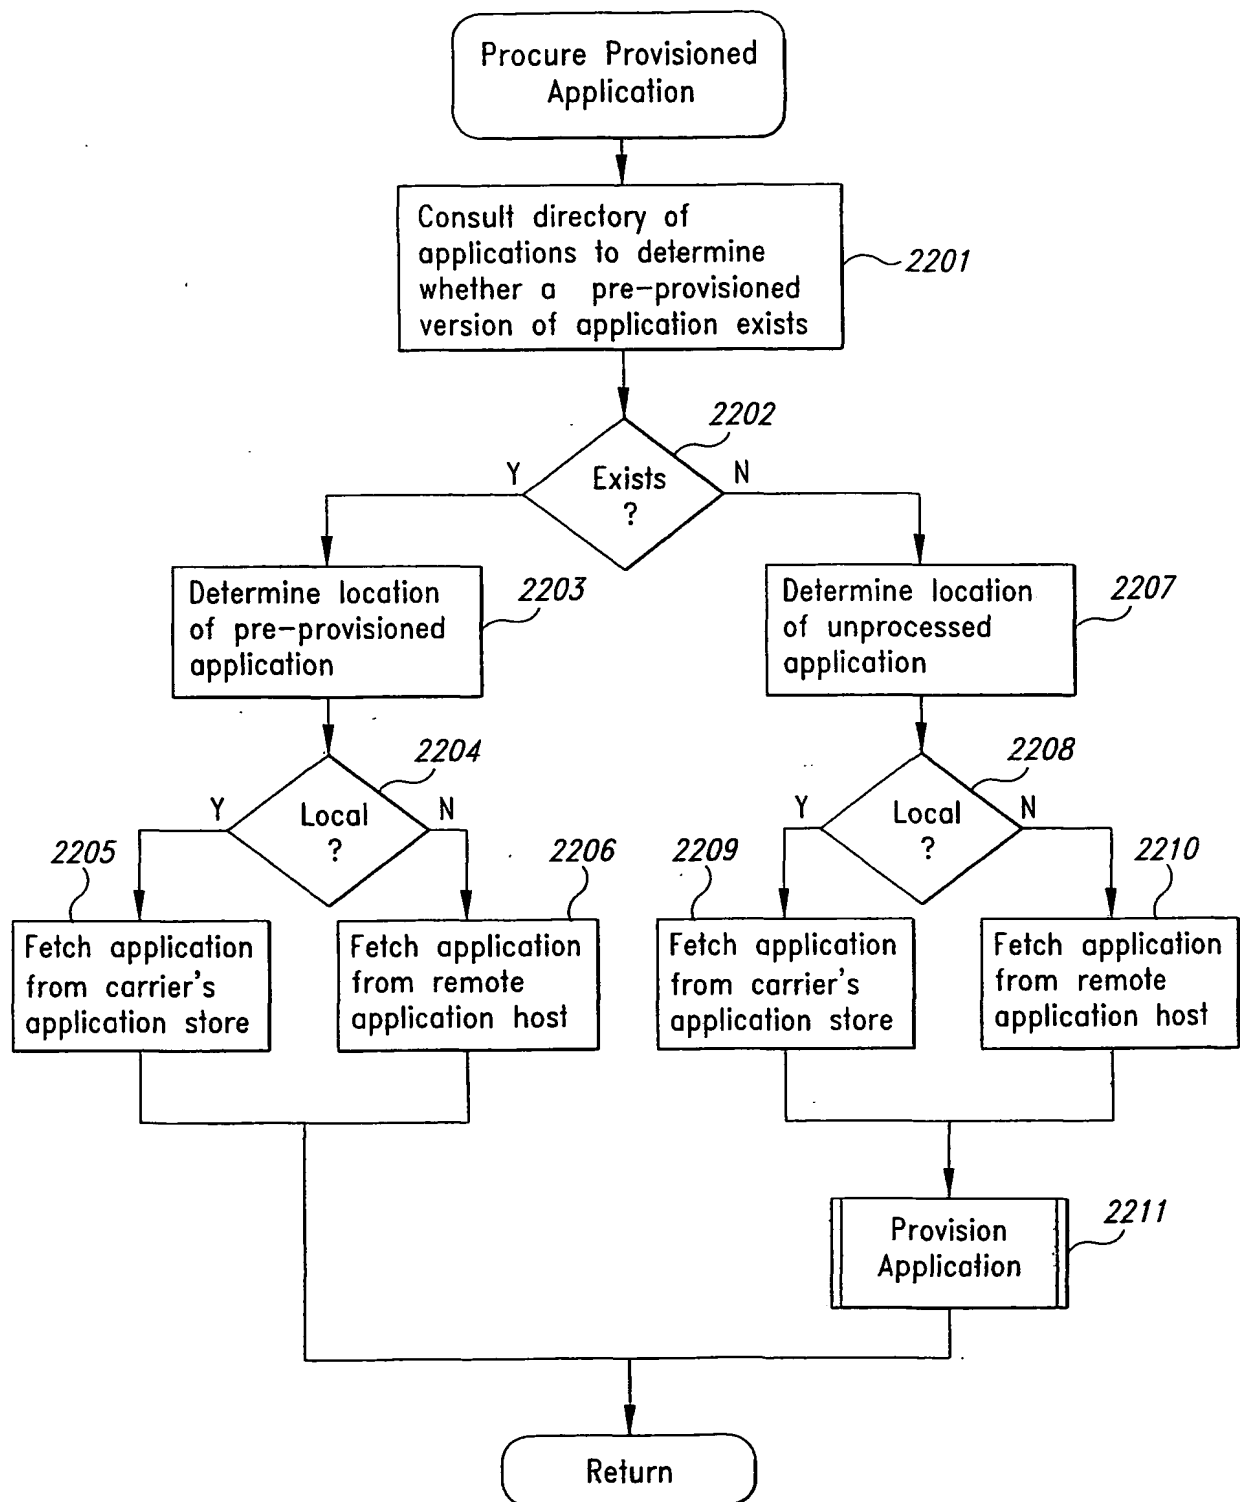 Procure Provisioned
Application
Consult directory of
applications to determine
whether a pre-provisioned
version of application exists
2201
2202
Y
Exists
?
N
Determine location
of pre-provisioned
application
2203
Determine location
of unprocessed
application
2207
2204
Y
Local
?
N
2208
Y
Local
?
N
2205
Fetch application
from carrier's
application store
2206
Fetch application
from remote
application host
2209
Fetch application
from carrier's
application store
2210
Fetch application
from remote
application host
Provision
Application
2211
Return